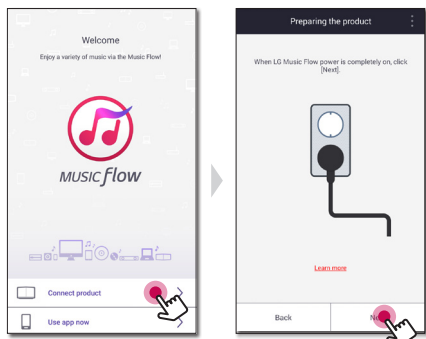 Welcome
Enjoy a variety of music via the Music Flow!
MUSIC flow
Connect product
Use app now
Preparing the product
When LG Music Flow power is completely on, click
[Next].
Learn more
Back